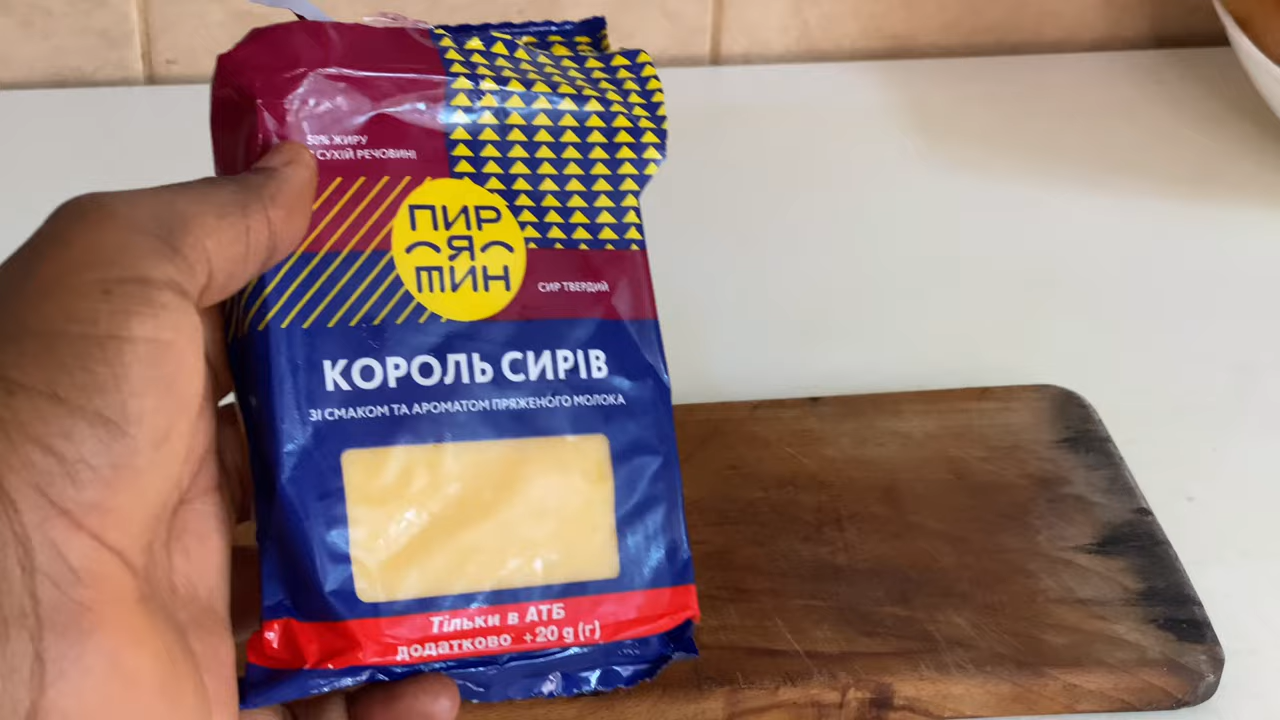 50% ЖИРУ
У СУХІЙ РЕЧОВИНІ
ПИР
Я
ТИН
СИР ТВЕРДИЙ
КОРОЛЬ СИРІВ
ЗІ СМАКОМ ТА АРОМАТОМ ПРЯЖЕНОГО МОЛОКА
Тільки в АТБ
додатково +20 g (г)